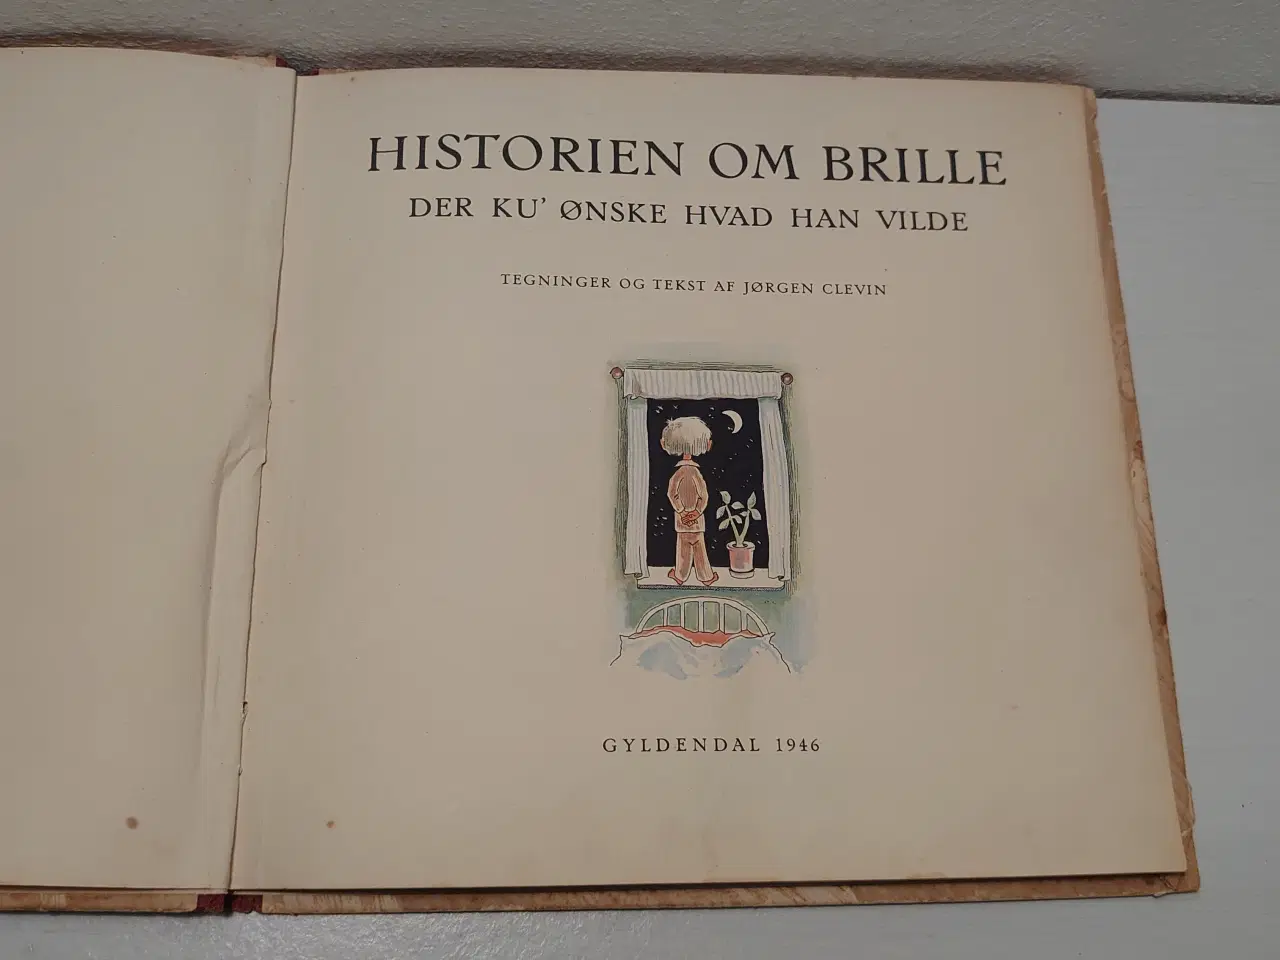 HISTORIEN OM BRILLE
DER KU' ØNSKE HVAD HAN VILDE
TEGNINGER OG TEKST AF JØRGEN CLEVIN
GYLDENDAL 1946